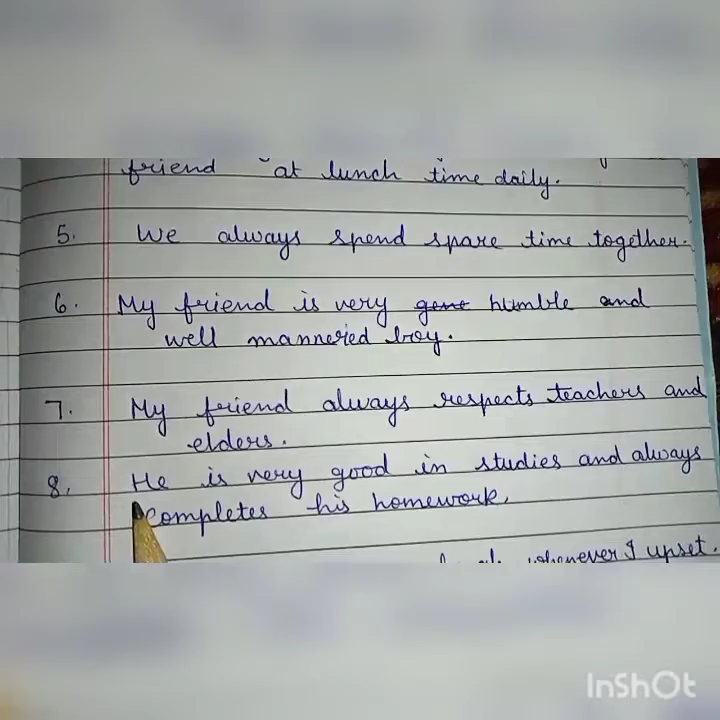 friend at lunch time daily.
5. We always spend spare time together.
6. My friend is very gent humble and
well mannered boy.
7. My friend always respects teachers and
elders.
8. He is very good in studies and always
completes his homework.
whenever I upset.
InShOt